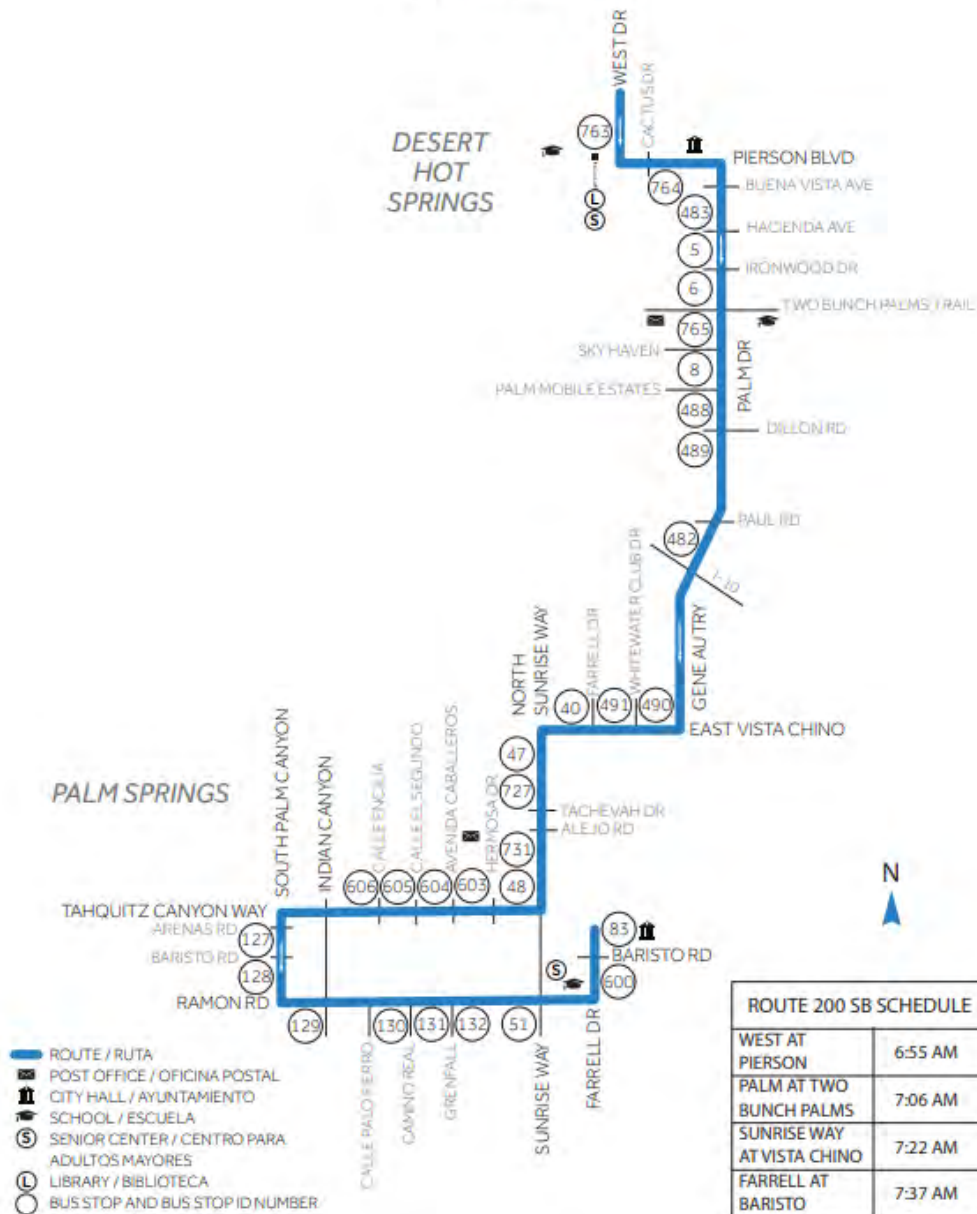 WEST DR
CACTUS DR
763
DESERT
HOT
SPRINGS
PIERSON BLVD
764
BUENA VISTA AVE
L
S
483
HACIENDA AVE
5
IRONWOOD DR
6
TWO BUNCH PALMS TRAIL
765
SKY HAVEN
8
PALM DR
PALM MOBILE ESTATES
488
DILLON RD
489
PAUL RD
482
I-10
WHITEWATER CLUB DR
FARRELL DR
GENE AUTRY
NORTH
SUNRISE WAY
40
491
490
EAST VISTA CHINO
47
PALM SPRINGS
SOUTH PALM CANYON
INDIAN CANYON
CALLE ENCILIA
CALLE EL SEGUNDO
AVENIDA CABALLEROS
HERMOSA DR
727
TACHEVAH DR
ALEJO RD
731
606
605
604
603
48
N
TAHQUITZ CANYON WAY
ARENAS RD
127
83
BARISTO RD
BARISTO RD
128
S
600
RAMON RD
129
130
131
132
51
CALLE PALO FIERRO
CAMINO REAL
GRENFALL
SUNRISE WAY
FARRELL DR
ROUTE / RUTA
POST OFFICE / OFICINA POSTAL
CITY HALL / AYUNTAMIENTO
SCHOOL / ESCUELA
S SENIOR CENTER / CENTRO PARA
ADULTOS MAYORES
L LIBRARY / BIBLIOTECA
BUS STOP AND BUS STOP ID NUMBER
ROUTE 200 SB SCHEDULE
WEST AT
PIERSON 6:55 AM
PALM AT TWO
BUNCH PALMS 7:06 AM
SUNRISE WAY
AT VISTA CHINO 7:22 AM
FARRELL AT
BARISTO 7:37 AM